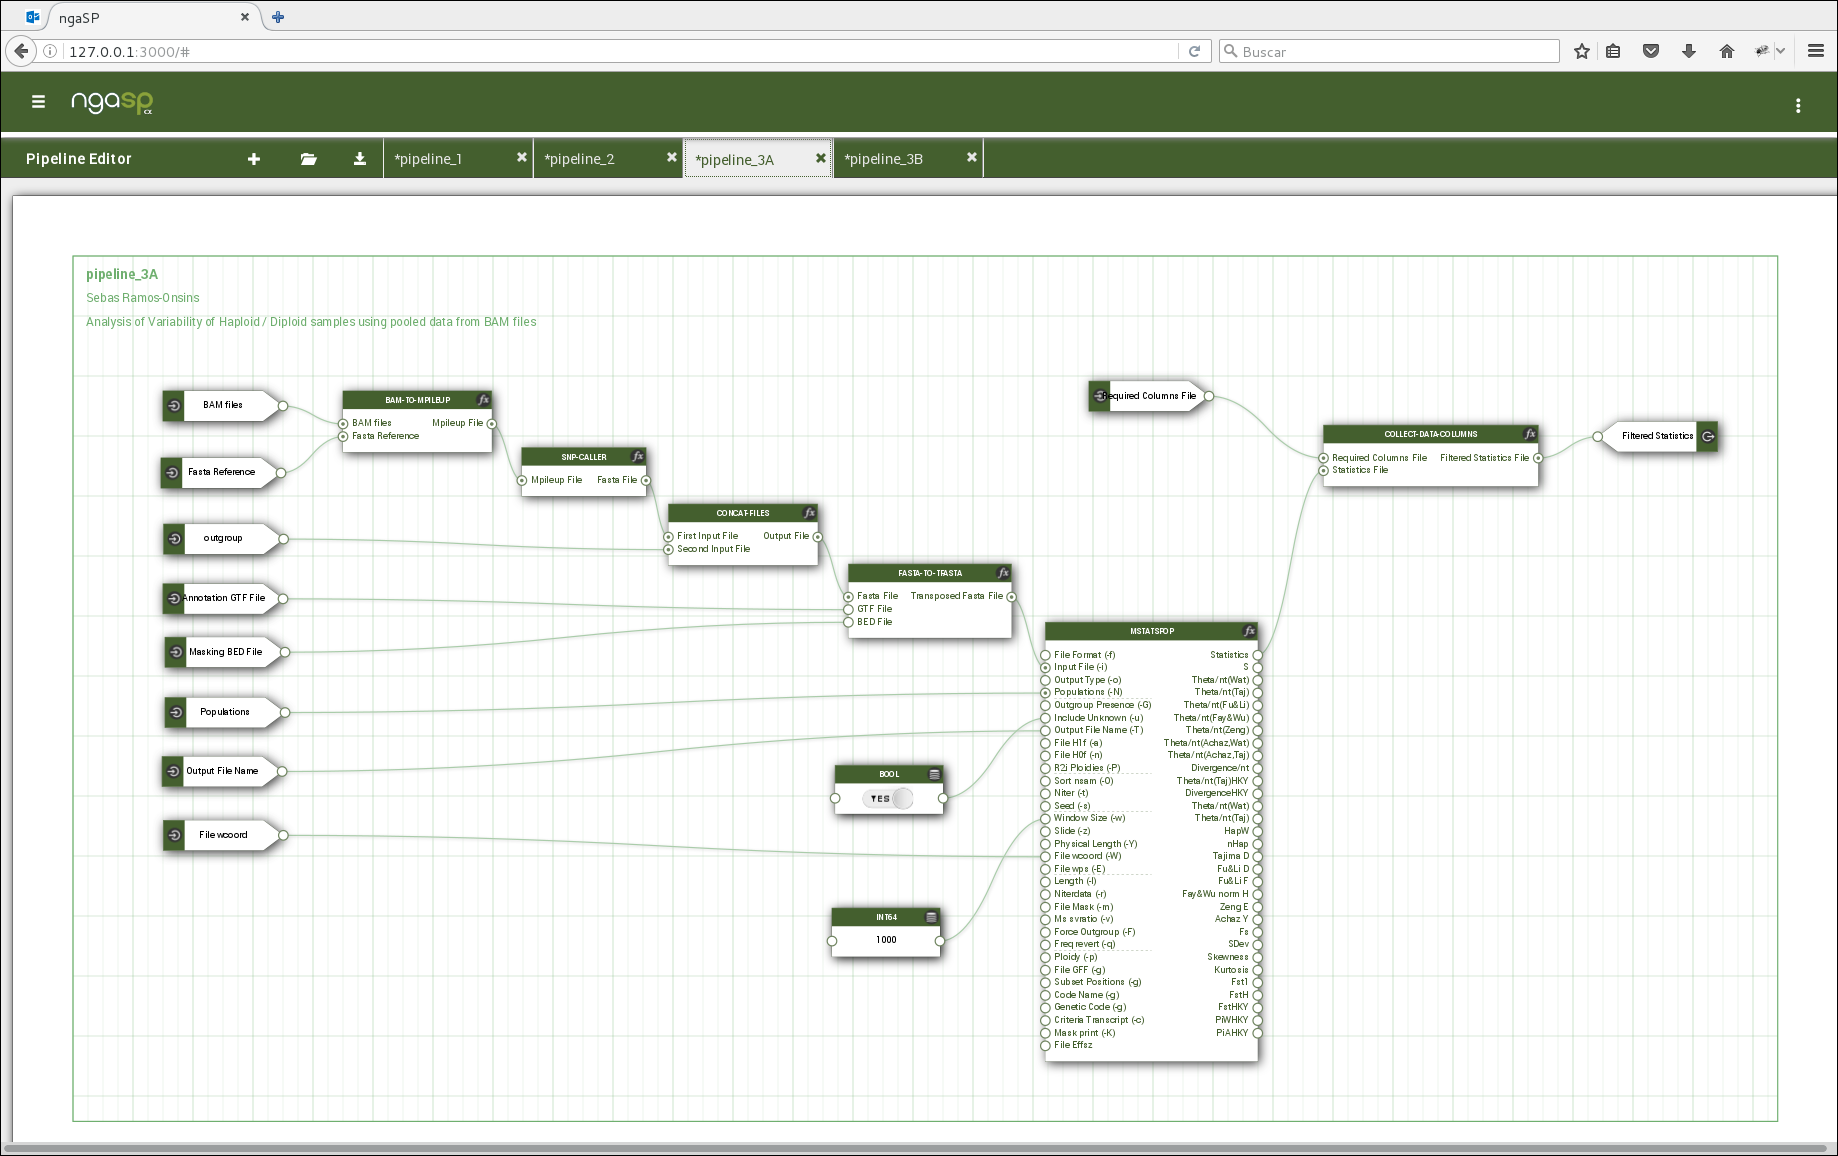 ngaSP
127.0.0.1:3000/#
Buscar
ngasp
α
Pipeline Editor
*pipeline_1
*pipeline_2
*pipeline_3A
*pipeline_3B
pipeline_3A
Sebas Ramos-Onsins
Analysis of Variability of Haploid / Diploid samples using pooled data from BAM files
BAM files
Fasta Reference
outgroup
Annotation GTF File
Masking BED File
Populations
Output File Name
File wcoord
BAM-TO-MPILEUP fx
BAM files Mpileup File
Fasta Reference
SNP-CALLER fx
Mpileup File Fasta File
CONCAT-FILES fx
First Input File Output File
Second Input File
FASTA-TO-TFASTA fx
Fasta File Transposed Fasta File
GTF File
BED File
BOOL
YES
INT64
1000
MSTATSPOP fx
File Format (-f) Statistics
Input File (-i) S
Output Type (-o) Theta/nt(Wat)
Populations (-N) Theta/nt(Taj)
Outgroup Presence (-G) Theta/nt(Fu&Li)
Include Unknown (-u) Theta/nt(Fay&Wu)
Output File Name (-T) Theta/nt(Zeng)
File H1f (-a) Theta/nt(Achaz,Wat)
File H0f (-n) Theta/nt(Achaz,Taj)
R2i Ploidies (-P) Divergence/nt
Sort nsam (-O) Theta/nt(Taj)HKY
Niter (-t) DivergenceHKY
Seed (-s) Theta/nt(Wat)
Window Size (-w) Theta/nt(Taj)
Slide (-z) HapW
Physical Length (-Y) nHap
File wcoord (-W) Tajima D
File wps (-E) Fu&Li D
Length (-l) Fu&Li F
Niterdata (-r) Fay&Wu norm H
File Mask (-m) Zeng E
Ms svratio (-v) Achaz Y
Force Outgroup (-F) Fs
Freq revert (-q) SDev
Ploidy (-p) Skewness
File GFF (-g) Kurtosis
Subset Positions (-g) Fst1
Code Name (-g) FstH
Genetic Code (-g) FstHKY
Criteria Transcript (-c) PiWHKY
Mask print (-K) PiAHKY
File Effsz
Required Columns File
COLLECT-DATA-COLUMNS fx
Required Columns File Filtered Statistics File
Statistics File
Filtered Statistics